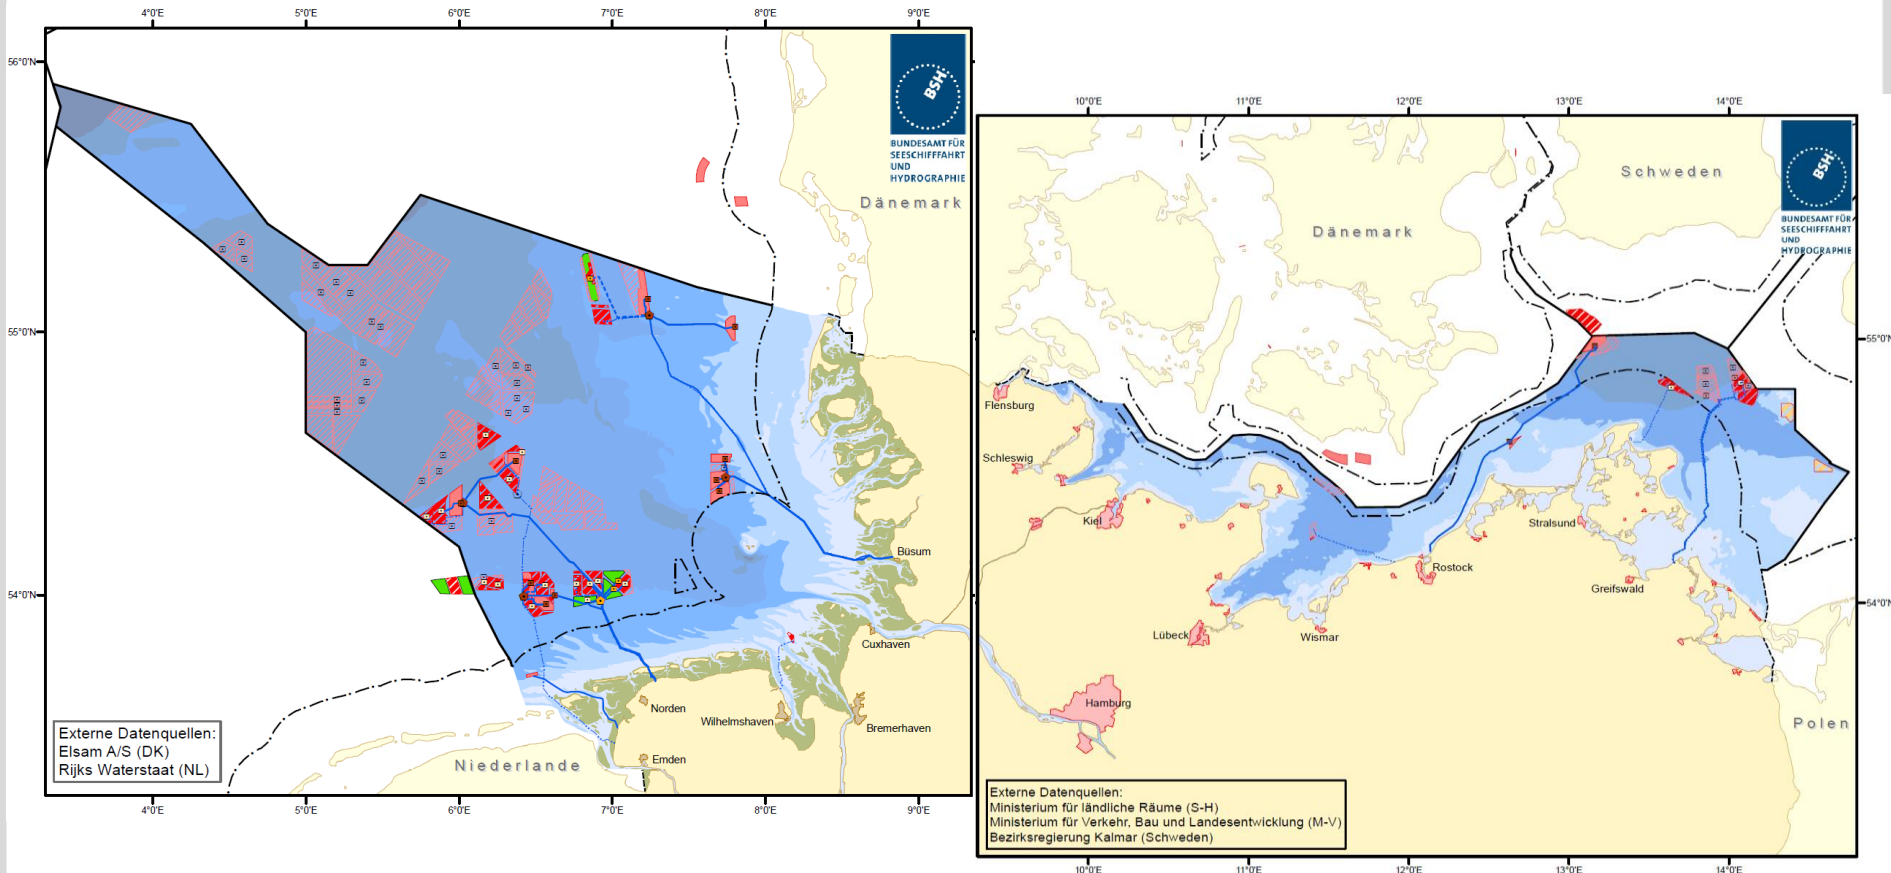 4°0'E 5°0'E 6°0'E 7°0'E 8°0'E 9°0'E
56°0'N
55°0'N
54°0'N
BSH
BUNDESAMT FÜR
SEESCHIFFFAHRT
UND
HYDROGRAPHIE
Dänemark
Büsum
Cuxhaven
Norden
Wilhelmshaven
Bremerhaven
Emden
Niederlande
Externe Datenquellen:
Elsam A/S (DK)
Rijks Waterstaat (NL)
4°0'E 5°0'E 6°0'E 7°0'E 8°0'E 9°0'E
10°0'E 11°0'E 12°0'E 13°0'E 14°0'E
Schweden
BSH
BUNDESAMT FÜR
SEESCHIFFFAHRT
UND
HYDROGRAPHIE
Dänemark
55°0'N
Flensburg
Schleswig
Kiel
Stralsund
Rostock
Greifswald
54°0'N
Lübeck
Wismar
Hamburg
Polen
Externe Datenquellen:
Ministerium für ländliche Räume (S-H)
Ministerium für Verkehr, Bau und Landesentwicklung (M-V)
Bezirksregierung Kalmar (Schweden)
10°0'E 11°0'E 12°0'E 13°0'E 14°0'E